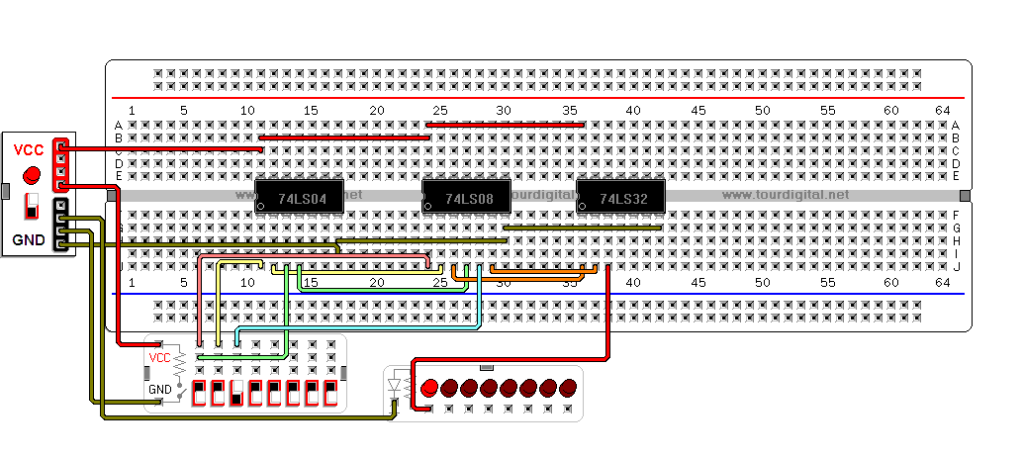 1 5 10 15 20 25 30 35 40 45 50 55 60 64
A A
B B
VCC C C
D D
E E
www. net ourdigital www.tourdigital.net
74LS04 74LS08 74LS32
F
G
GND H H
I I
J J
1 5 10 15 20 25 30 35 40 45 50 55 60 64
VCC
GND